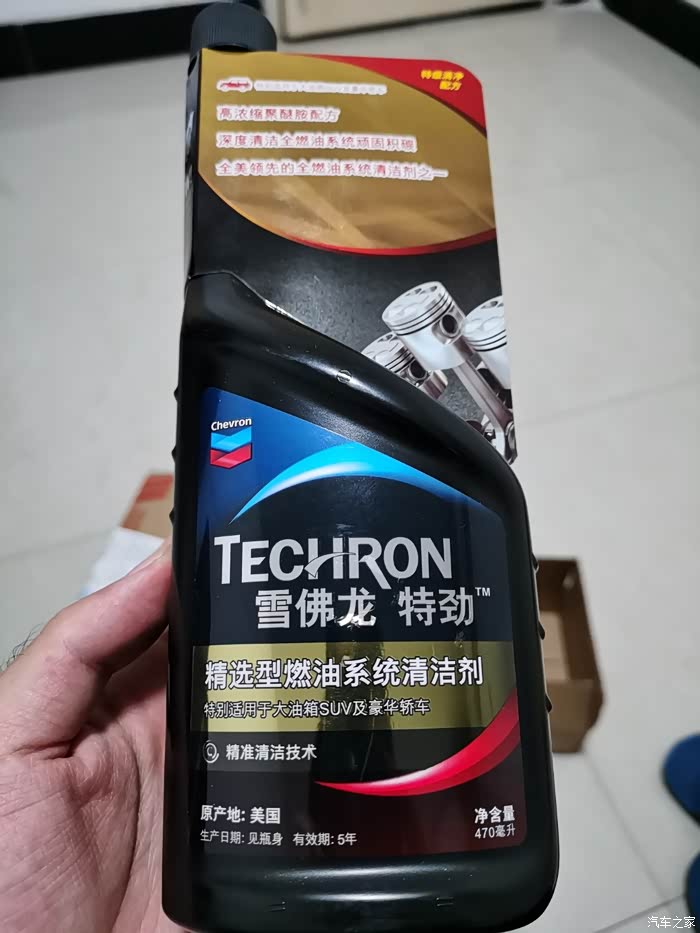 特级清净
配方
高浓缩聚醚胺配方
深度清洁全燃油系统顽固积碳
全美领先的全燃油系统清洁剂之一
Chevron
TECHRON
雪佛龙 特劲™
精选型燃油系统清洁剂
特别适用于大油箱SUV及豪华轿车
精准清洁技术
原产地: 美国
生产日期: 见瓶身 有效期: 5年
净含量
470毫升
汽车之家